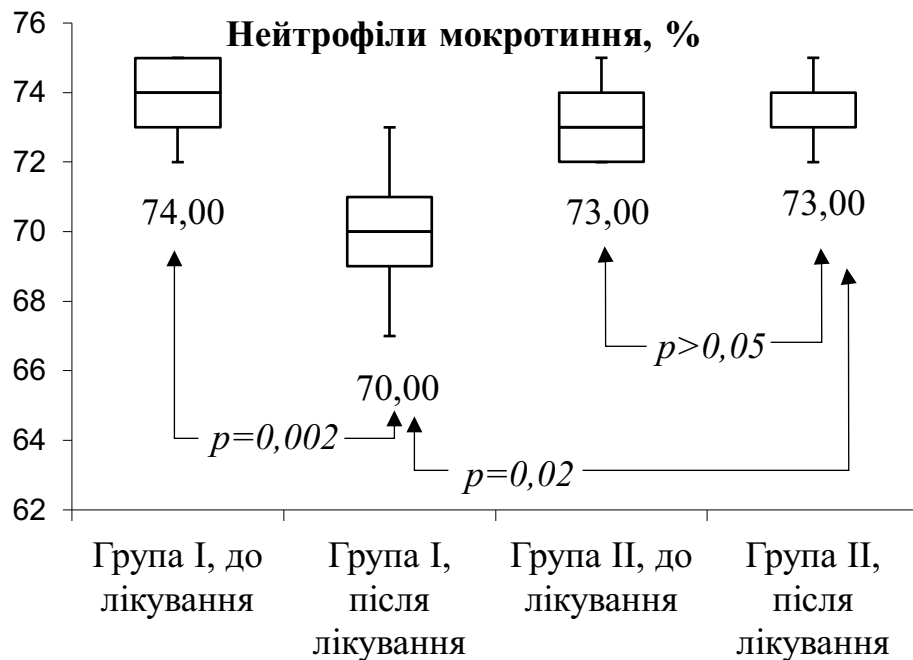 Нейтрофіли мокротиння, %
76
74
72
70
68
66
64
62
74,00
70,00
73,00
73,00
p=0,002
p=0,02
p>0,05
Група I, до
лікування
Група I,
після
лікування
Група II, до
лікування
Група II,
після
лікування